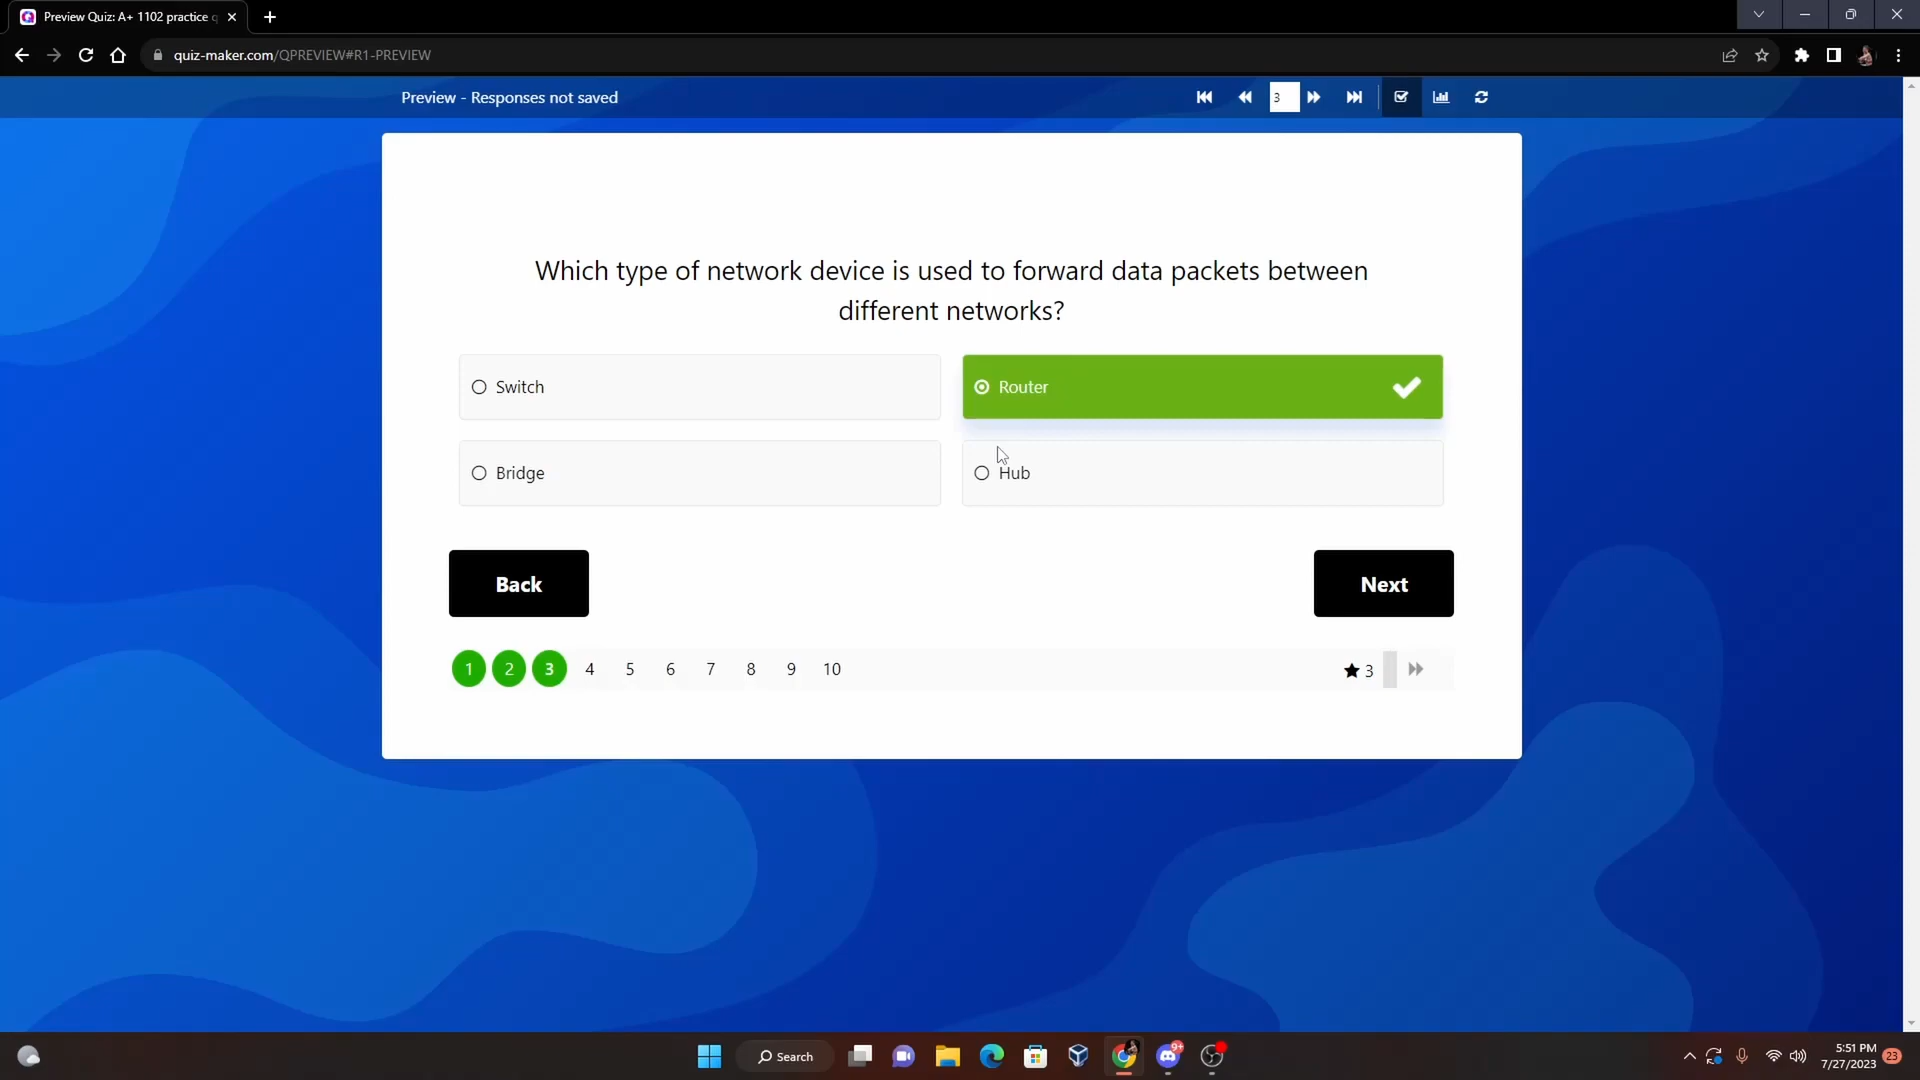 Preview Quiz: A+ 1102 practice q
quiz-maker.com/QPREVIEW#R1-PREVIEW
Preview - Responses not saved
3
Which type of network device is used to forward data packets between
different networks?
Switch
Router
Bridge
Hub
Back
Next
1 2 3 4 5 6 7 8 9 10
3
Search
9+
5:51 PM
7/27/2023
23